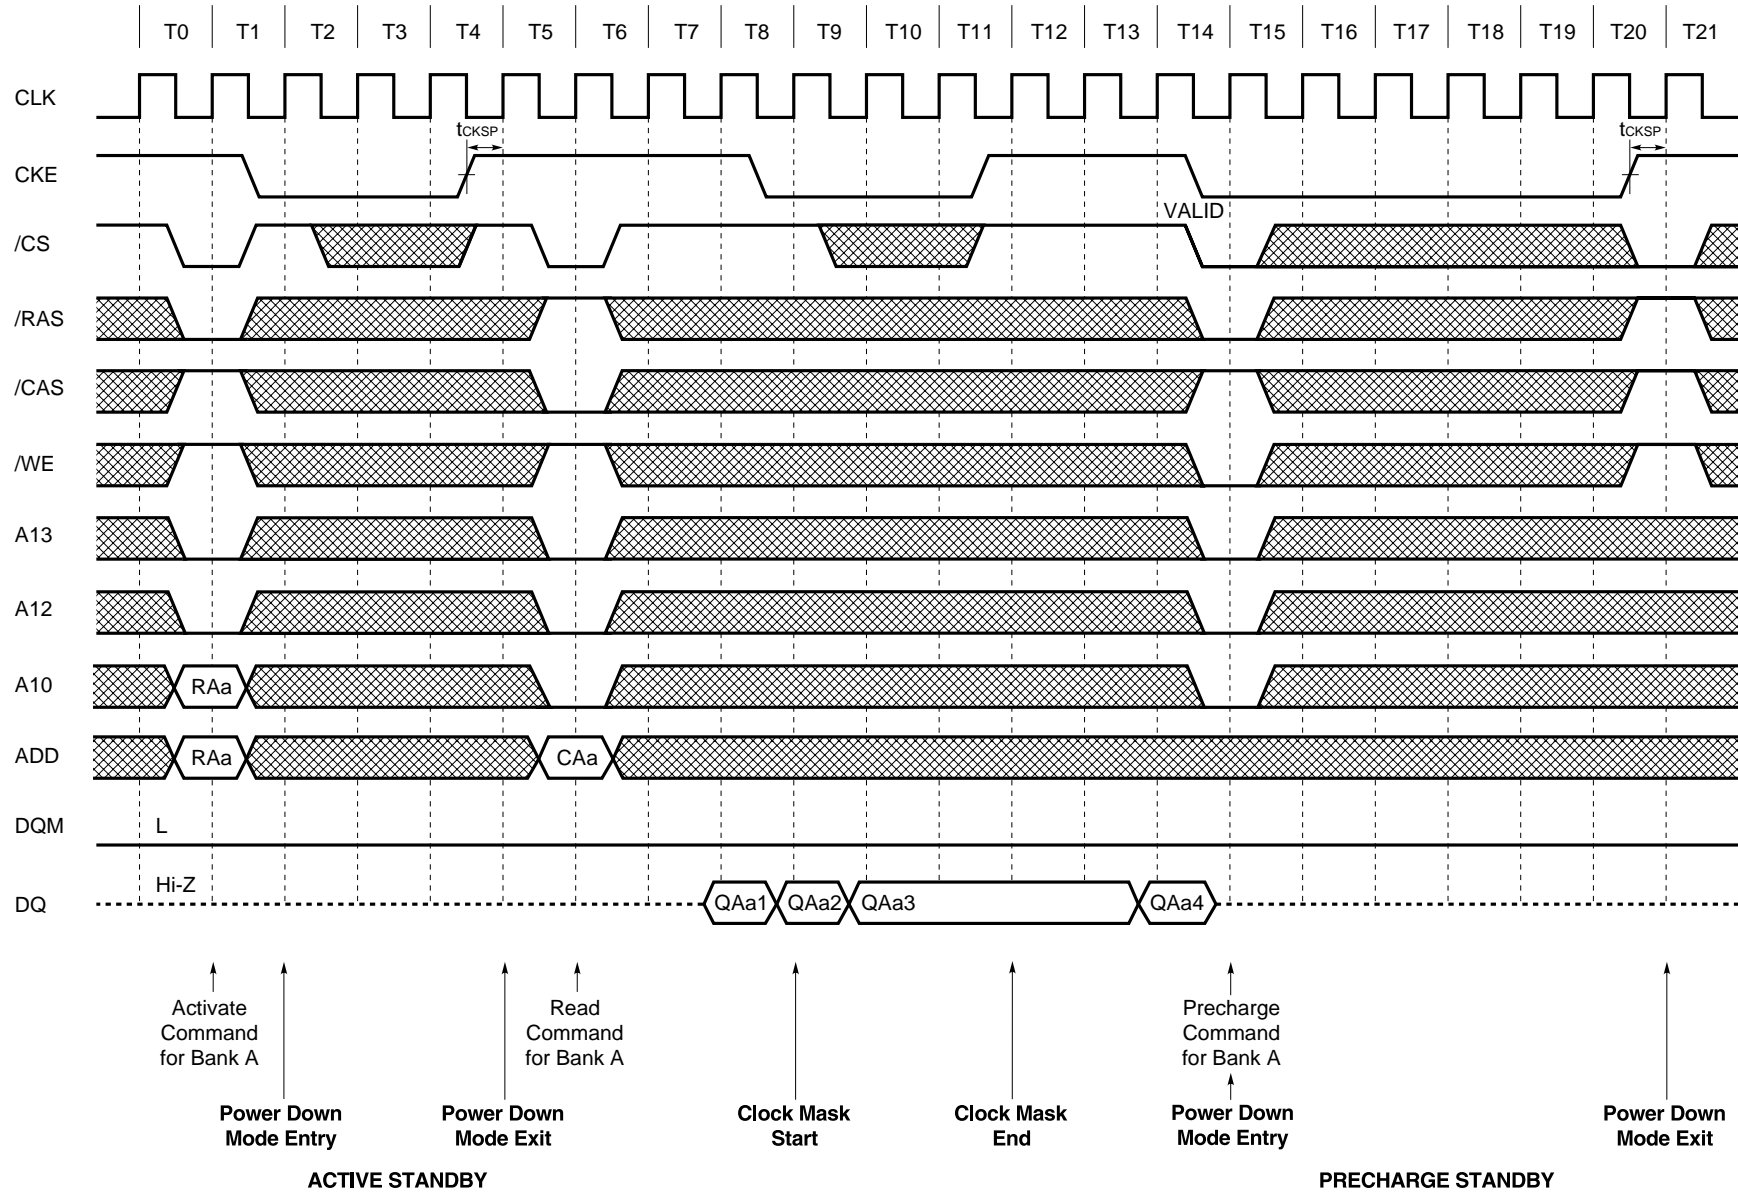 T0 T1 T2 T3 T4 T5 T6 T7 T8 T9 T10 T11 T12 T13 T14 T15 T16 T17 T18 T19 T20 T21
CLK
tCKSP tCKSP
CKE
VALID
/CS
/RAS
/CAS
/WE
A13
A12
A10 RAa
ADD RAa CAa
DQM L
Hi-Z
DQ QAa1 QAa2 QAa3 QAa4
Activate
Command
for Bank A
Read
Command
for Bank A
Precharge
Command
for Bank A
Power Down
Mode Entry
Power Down
Mode Exit
Clock Mask
Start
Clock Mask
End
Power Down
Mode Entry
Power Down
Mode Exit
ACTIVE STANDBY
PRECHARGE STANDBY